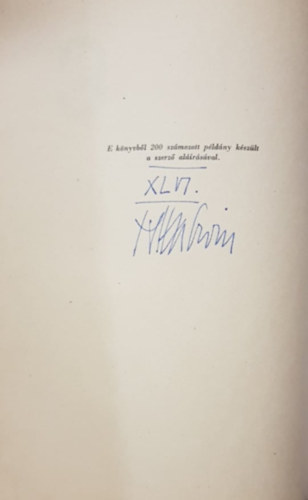 E könyvből 200 számozott példány készült
a szerző aláírásával.
XLVI.